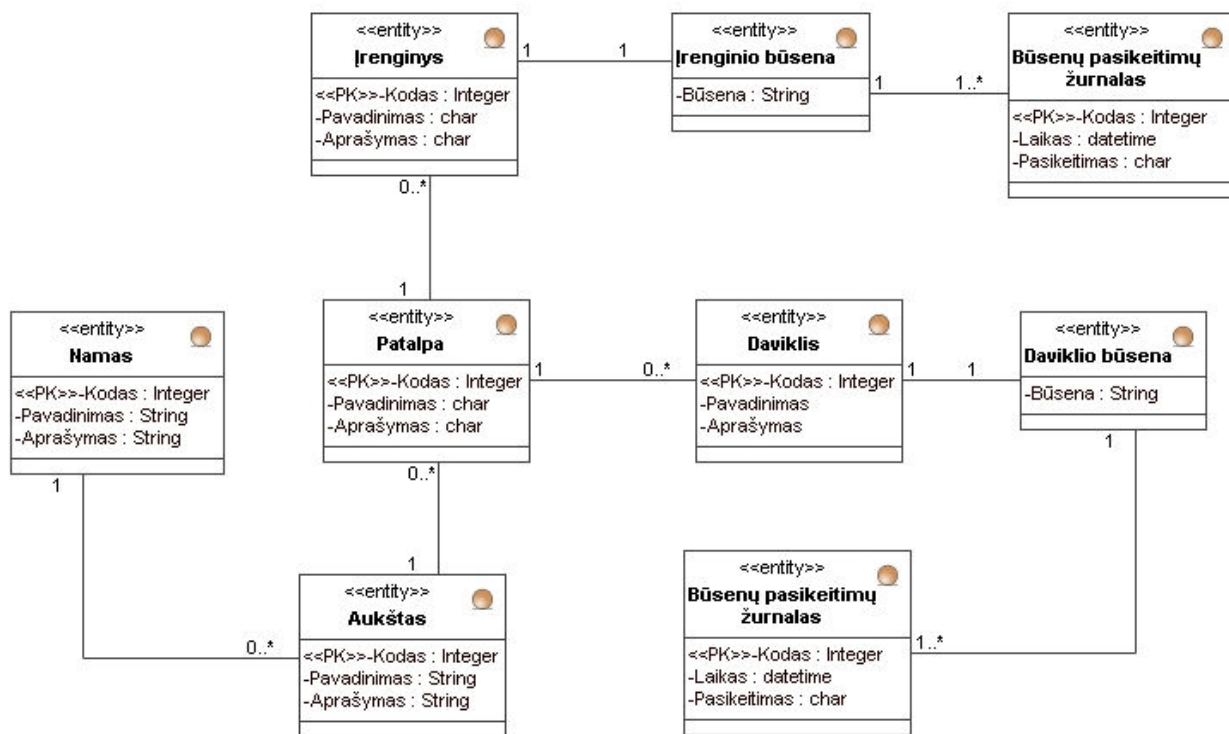 <<entity>>
Įrenginys
<<PK>>-Kodas : Integer
-Pavadinimas : char
-Aprašymas : char
1
1
<<entity>>
Įrenginio būsena
-Būsena : String
1
1..*
<<entity>>
Būsenų pasikeitimų
žurnalas
<<PK>>-Kodas : Integer
-Laikas : datetime
-Pasikeitimas : char
0..*
1
<<entity>>
Namas
<<PK>>-Kodas : Integer
-Pavadinimas : String
-Aprašymas : String
1
0..*
<<entity>>
Patalpa
<<PK>>-Kodas : Integer
-Pavadinimas : char
-Aprašymas : char
1
0..*
<<entity>>
Daviklis
<<PK>>-Kodas : Integer
-Pavadinimas
-Aprašymas
1
1
<<entity>>
Daviklio būsena
-Būsena : String
1
1..*
0..*
1
<<entity>>
Aukštas
<<PK>>-Kodas : Integer
-Pavadinimas : String
-Aprašymas : String
<<entity>>
Būsenų pasikeitimų
žurnalas
<<PK>>-Kodas : Integer
-Laikas : datetime
-Pasikeitimas : char